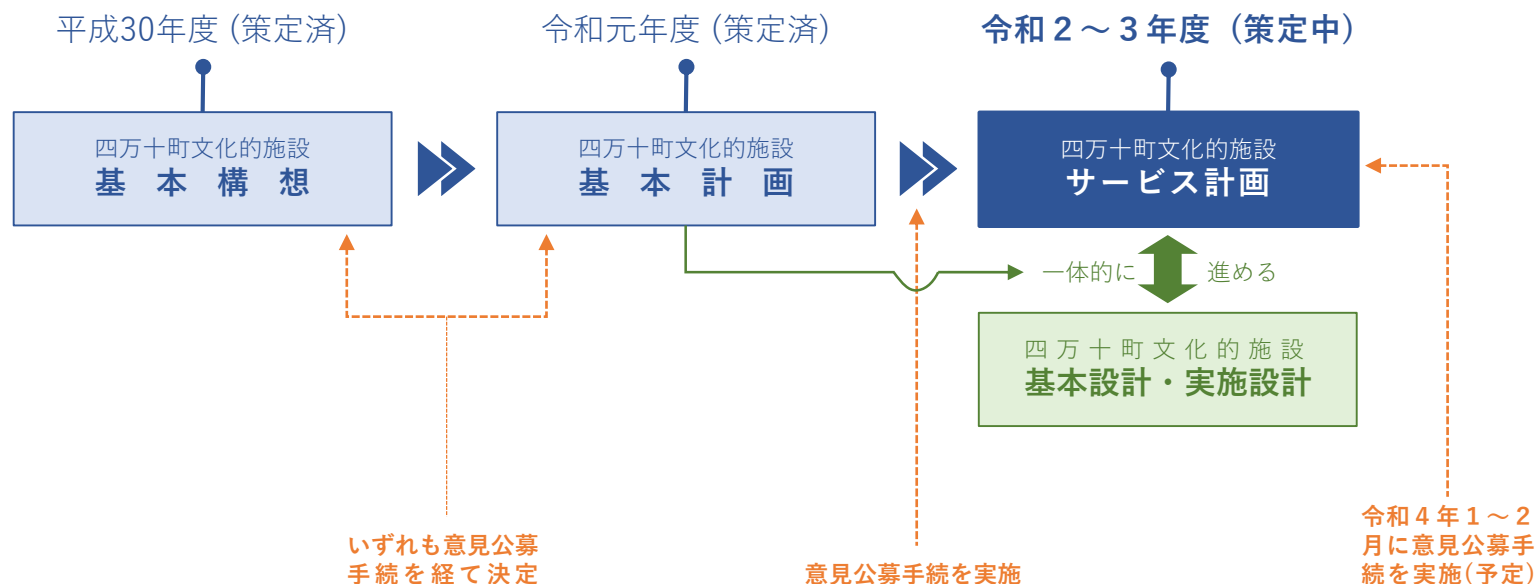 平成30年度 (策定済)
令和元年度 (策定済)
令和２～３年度 (策定中)
四万十町文化的施設
基本構想
四万十町文化的施設
基本計画
四万十町文化的施設
サービス計画
一体的に 進める
四万十町文化的施設
基本設計・実施設計
いずれも意見公募
手続を経て決定
意見公募手続を実施
令和４年１～２
月に意見公募手
続を実施(予定)